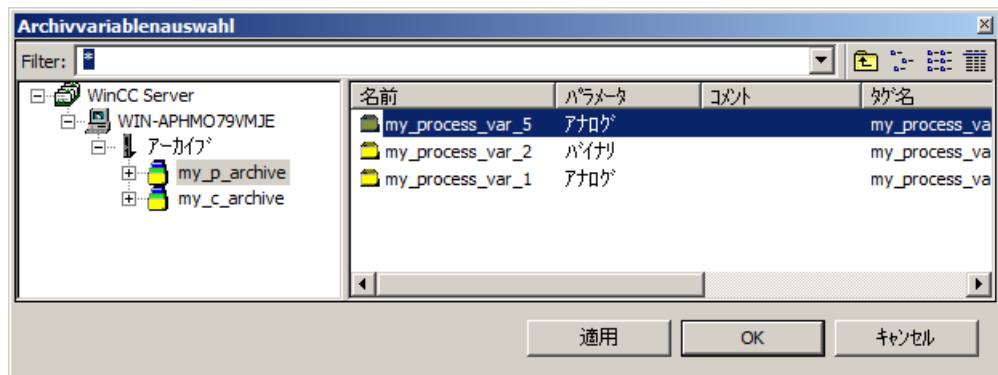 Archivvariablenauswahl
Filter: *
WinCC Server
WIN-APHMO79VMJE
アーカイブ
my_p_archive
my_c_archive
名前 パラメータ コメント タグ名
my_process_var_5 アナログ my_process_va
my_process_var_2 バイナリ my_process_va
my_process_var_1 アナログ my_process_va
適用 OK キャンセル